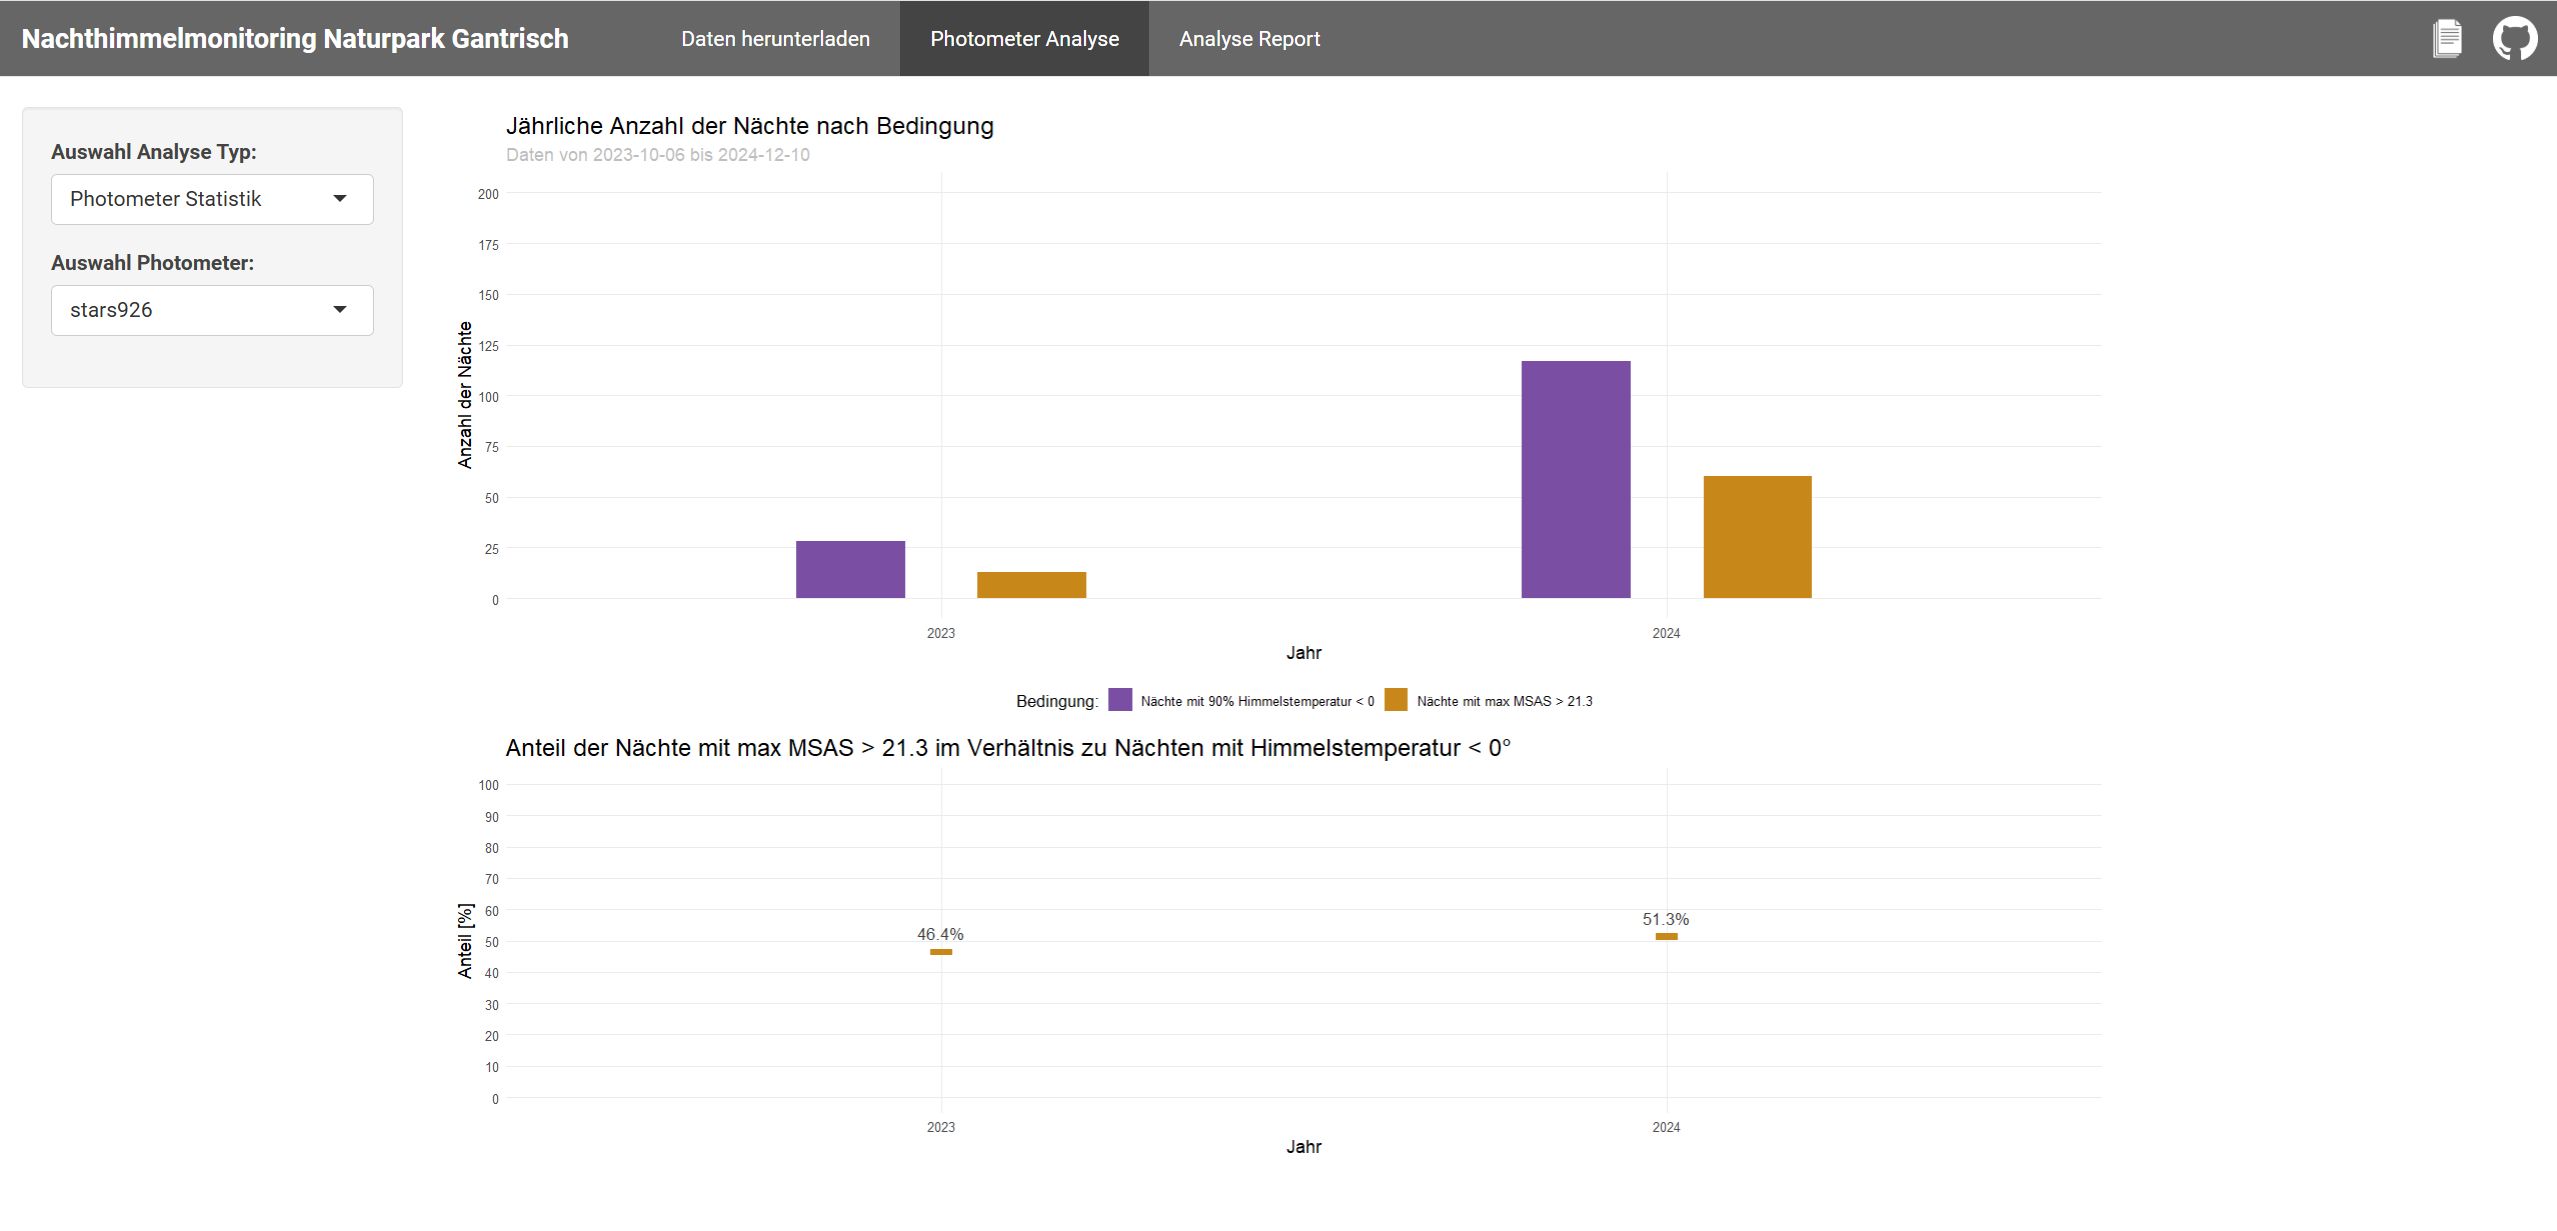 Nachthimmelmonitoring Naturpark Gantrisch
Daten herunterladen
Photometer Analyse
Analyse Report
Auswahl Analyse Typ:
Photometer Statistik
Auswahl Photometer:
stars926
Jährliche Anzahl der Nächte nach Bedingung
Daten von 2023-10-06 bis 2024-12-10
Anzahl der Nächte
200
175
150
125
100
75
50
25
0
2023
2024
Jahr
Bedingung:
Nächte mit 90% Himmelstemperatur < 0
Nächte mit max MSAS > 21.3
Anteil der Nächte mit max MSAS > 21.3 im Verhältnis zu Nächten mit Himmelstemperatur < 0°
Anteil [%]
100
90
80
70
60
50
40
30
20
10
0
46.4%
51.3%
2023
2024
Jahr